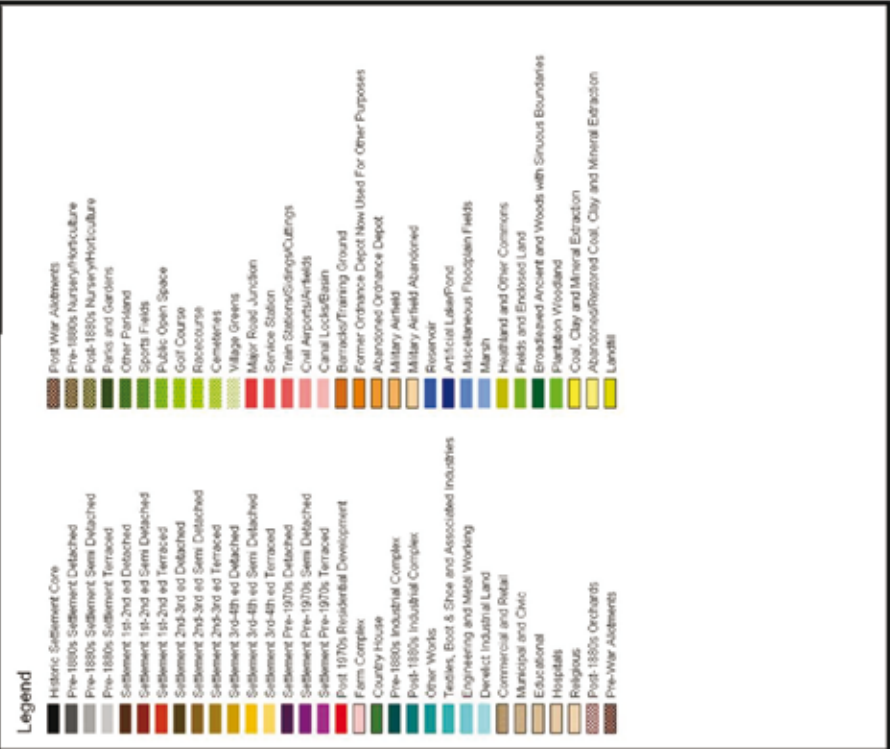 Legend
Historic Settlement Core
Pre-1880s Settlement Detached
Pre-1880s Settlement Semi Detached
Pre-1880s Settlement Terraced
Settlement 1st-2nd ed Detached
Settlement 1st-2nd ed Semi Detached
Settlement 1st-2nd ed Terraced
Settlement 2nd-3rd ed Detached
Settlement 2nd-3rd ed Semi Detached
Settlement 2nd-3rd ed Terraced
Settlement 3rd-4th ed Detached
Settlement 3rd-4th ed Semi Detached
Settlement 3rd-4th ed Terraced
Settlement Pre-1970s Detached
Settlement Pre-1970s Semi Detached
Settlement Pre-1970s Terraced
Post 1970s Residential Development
Farm Complex
Country House
Pre-1880s Industrial Complex
Post-1880s Industrial Complex
Other Works
Textiles, Boot & Shoe and Associated Industries
Engineering and Metal Working
Derelict Industrial Land
Commercial and Retail
Municipal and Civic
Educational
Hospitals
Religious
Post-1880s Orchards
Pre-War Alotments
Post War Alotments
Pre-1880s Nursery/Horticulture
Post-1880s Nursery/Horticulture
Parks and Gardens
Other Parkland
Sports Fields
Public Open Space
Golf Course
Racecourse
Cemeteries
Village Greens
Major Road Junction
Service Station
Train Stations/Sidings/Cuttings
Civil Airports/Airfields
Canal Locks/Basin
Barracks/Training Ground
Former Ordnance Depot Now Used For Other Purposes
Abandoned Ordnance Depot
Military Airfield
Military Airfield Abandoned
Reservoir
Artificial Lake/Pond
Miscellaneous Floodplain Fields
Marsh
Heathland and Other Commons
Fields and Enclosed Land
Broadleaved Ancient and Woods with Sinuous Boundaries
Plantation Woodland
Coal, Clay and Mineral Extraction
Abandoned/Restored Coal, Clay and Mineral Extraction
Landfill